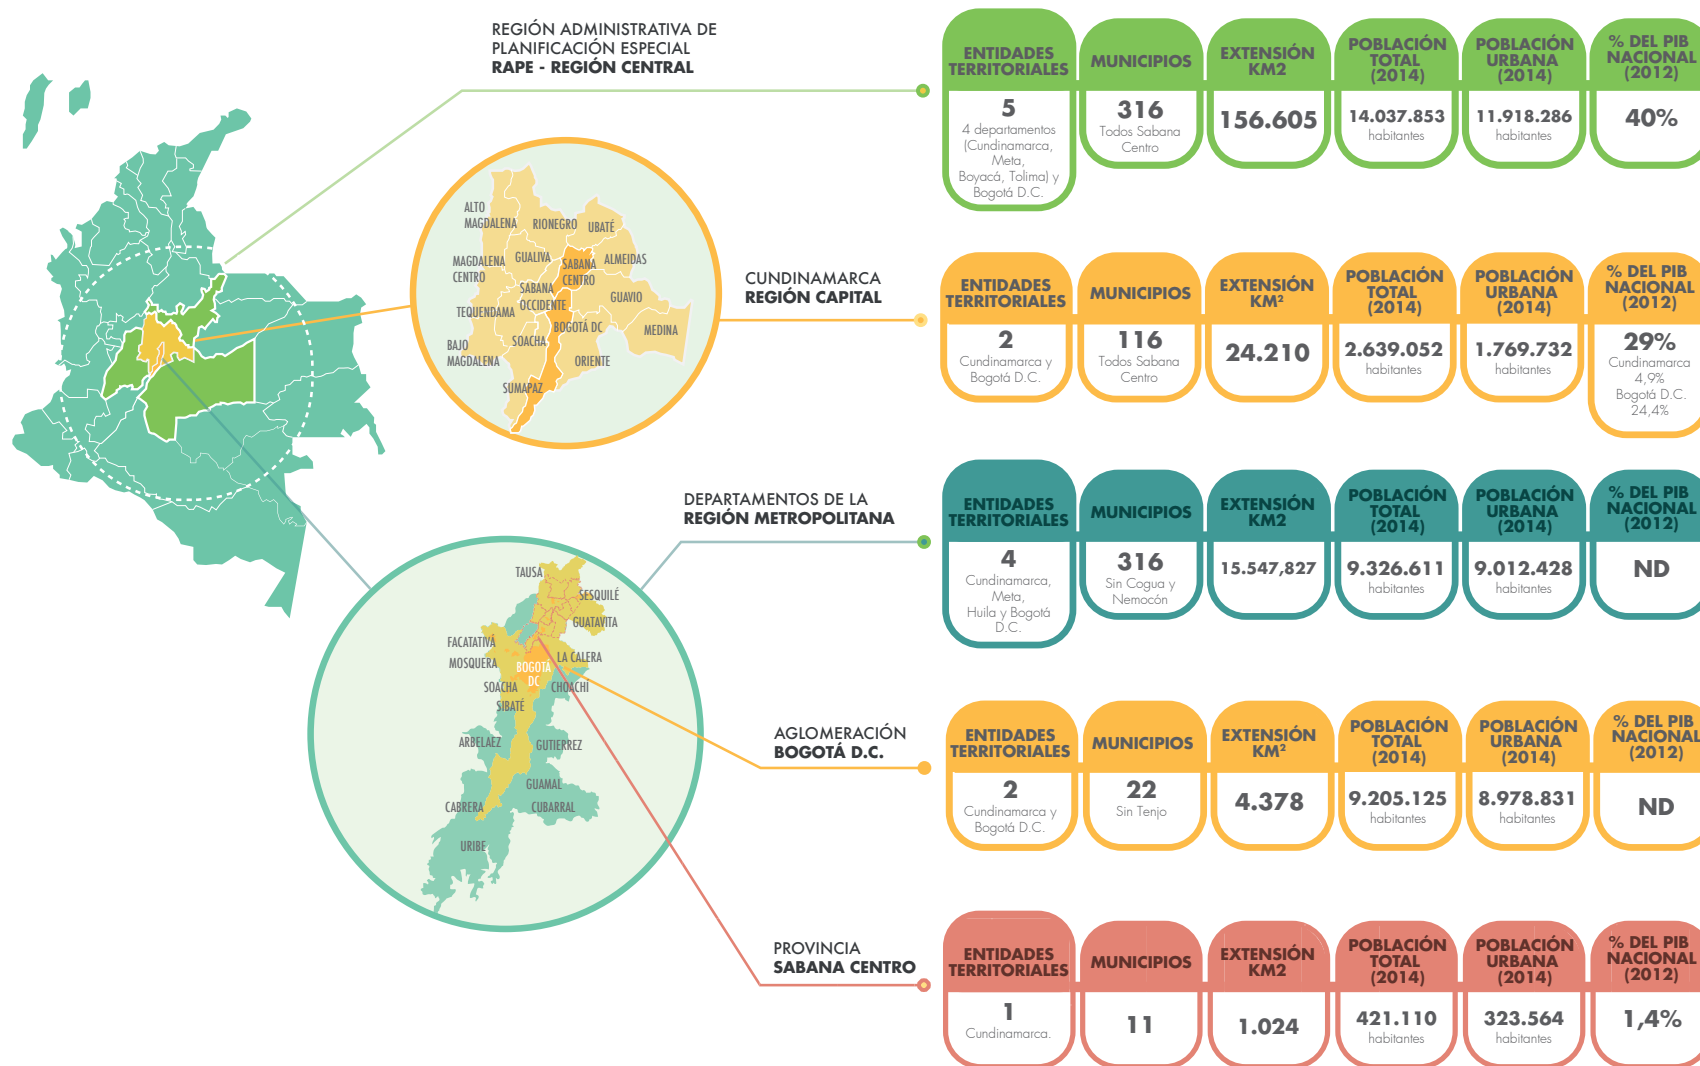 REGIÓN ADMINISTRATIVA DE
PLANIFICACIÓN ESPECIAL
RAPE - REGIÓN CENTRAL
ENTIDADES
TERRITORIALES
MUNICIPIOS
EXTENSIÓN
KM2
POBLACIÓN
TOTAL
(2014)
POBLACIÓN
URBANA
(2014)
% DEL PIB
NACIONAL
(2012)
5
4 departamentos
(Cundinamarca,
Meta,
Boyacá, Tolima) y
Bogotá D.C.
316
Todos Sabana
Centro
156.605
14.037.853
habitantes
11.918.286
habitantes
40%
ALTO
MAGDALENA
RIONEGRO
UBATÉ
MAGDALENA
CENTRO
GUALIVA
SABANA
CENTRO
ALMEIDAS
SABANA
OCCIDENTE
GUAVIO
TEQUENDAMA
BOGOTÁ DC
MEDINA
SOACHA
BAJO
MAGDALENA
ORIENTE
SUMAPAZ
CUNDINAMARCA
REGIÓN CAPITAL
ENTIDADES
TERRITORIALES
MUNICIPIOS
EXTENSIÓN
KM²
POBLACIÓN
TOTAL
(2014)
POBLACIÓN
URBANA
(2014)
% DEL PIB
NACIONAL
(2012)
2
Cundinamarca y
Bogotá D.C.
116
Todos Sabana
Centro
24.210
2.639.052
habitantes
1.769.732
habitantes
29%
Cundinamarca
4,9%
Bogotá D.C.
24,4%
DEPARTAMENTOS DE LA
REGIÓN METROPOLITANA
ENTIDADES
TERRITORIALES
MUNICIPIOS
EXTENSIÓN
KM2
POBLACIÓN
TOTAL
(2014)
POBLACIÓN
URBANA
(2014)
% DEL PIB
NACIONAL
(2012)
4
Cundinamarca,
Meta,
Huila y Bogotá
D.C.
316
Sin Cogua y
Nemocón
15.547,827
9.326.611
habitantes
9.012.428
habitantes
ND
TAUSA
SESQUILÉ
GUATAVITA
FACATATIVÁ
MOSQUERA
LA CALERA
BOGOTÁ
DC
SOACHA
CHOACHÍ
SIBATÉ
ARBELAEZ
GUTIERREZ
GUAMAL
CABRERA
CUBARRAL
URIBE
AGLOMERACIÓN
BOGOTÁ D.C.
ENTIDADES
TERRITORIALES
MUNICIPIOS
EXTENSIÓN
KM²
POBLACIÓN
TOTAL
(2014)
POBLACIÓN
URBANA
(2014)
% DEL PIB
NACIONAL
(2012)
2
Cundinamarca y
Bogotá D.C.
22
Sin Tenjo
4.378
9.205.125
habitantes
8.978.831
habitantes
ND
PROVINCIA
SABANA CENTRO
ENTIDADES
TERRITORIALES
MUNICIPIOS
EXTENSIÓN
KM2
POBLACIÓN
TOTAL
(2014)
POBLACIÓN
URBANA
(2014)
% DEL PIB
NACIONAL
(2012)
1
Cundinamarca.
11
1.024
421.110
habitantes
323.564
habitantes
1,4%